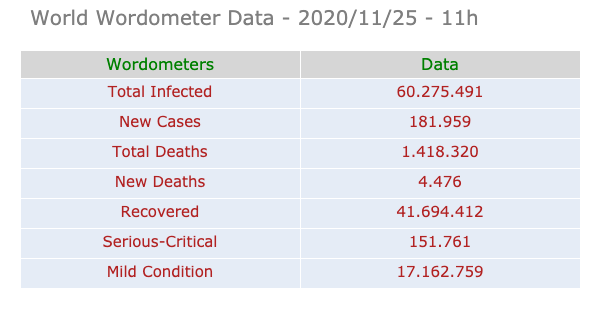 World Wordometer Data - 2020/11/25 - 11h
Wordometers Data
Total Infected 60.275.491
New Cases 181.959
Total Deaths 1.418.320
New Deaths 4.476
Recovered 41.694.412
Serious-Critical 151.761
Mild Condition 17.162.759